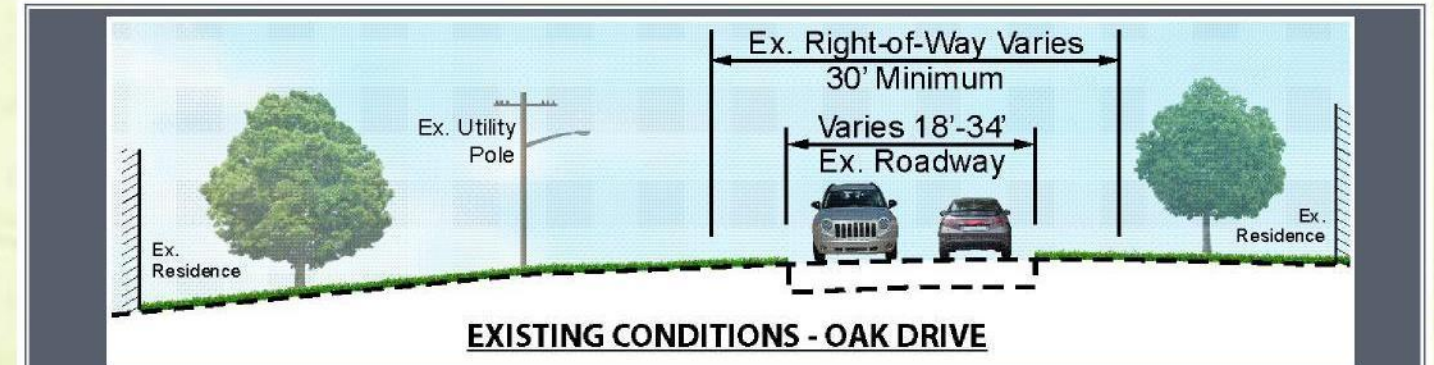 Ex. Right-of-Way Varies
30' Minimum
Varies 18'-34'
Ex. Roadway
Ex. Utility
Pole
Ex.
Residence
Ex.
Residence
EXISTING CONDITIONS - OAK DRIVE